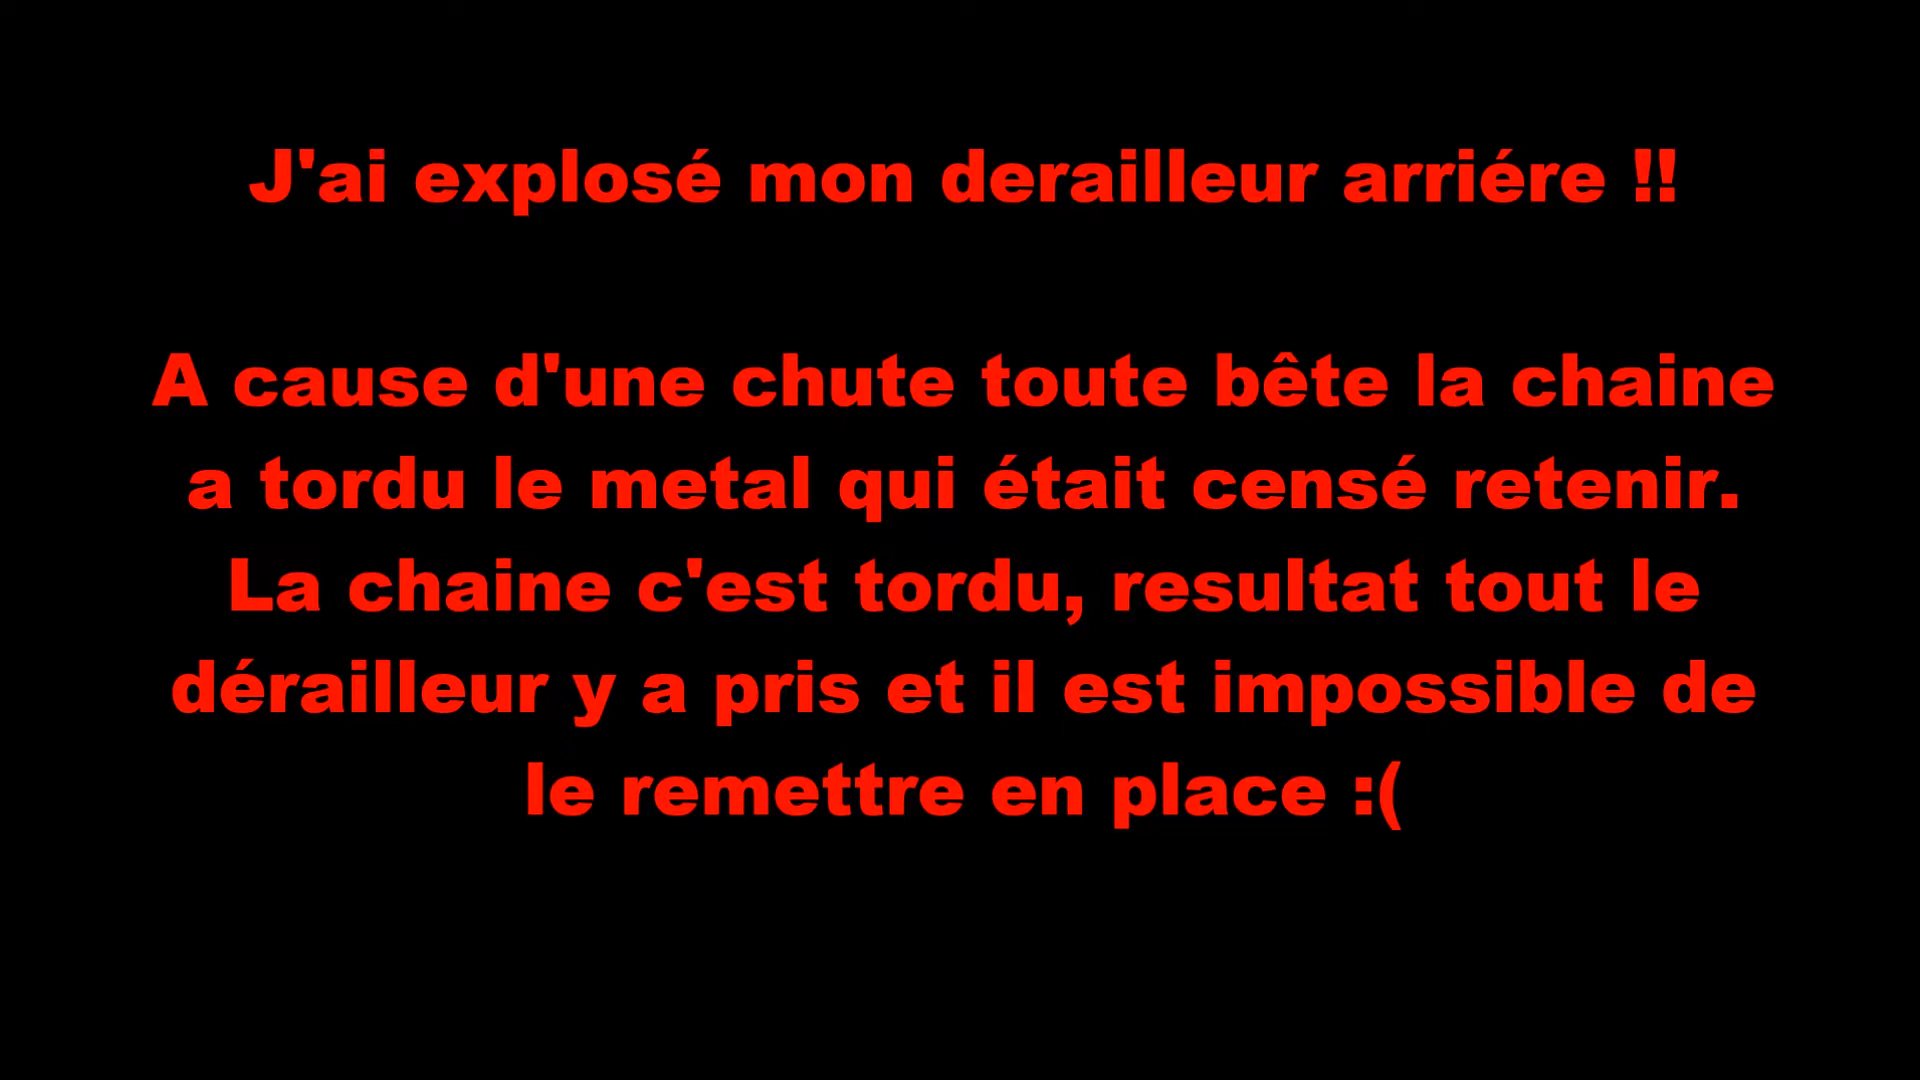 J'ai explosé mon derailleur arriére !!
A cause d'une chute toute bête la chaine
a tordu le metal qui était censé retenir.
La chaine c'est tordu, resultat tout le
dérailleur y a pris et il est impossible de
le remettre en place :(